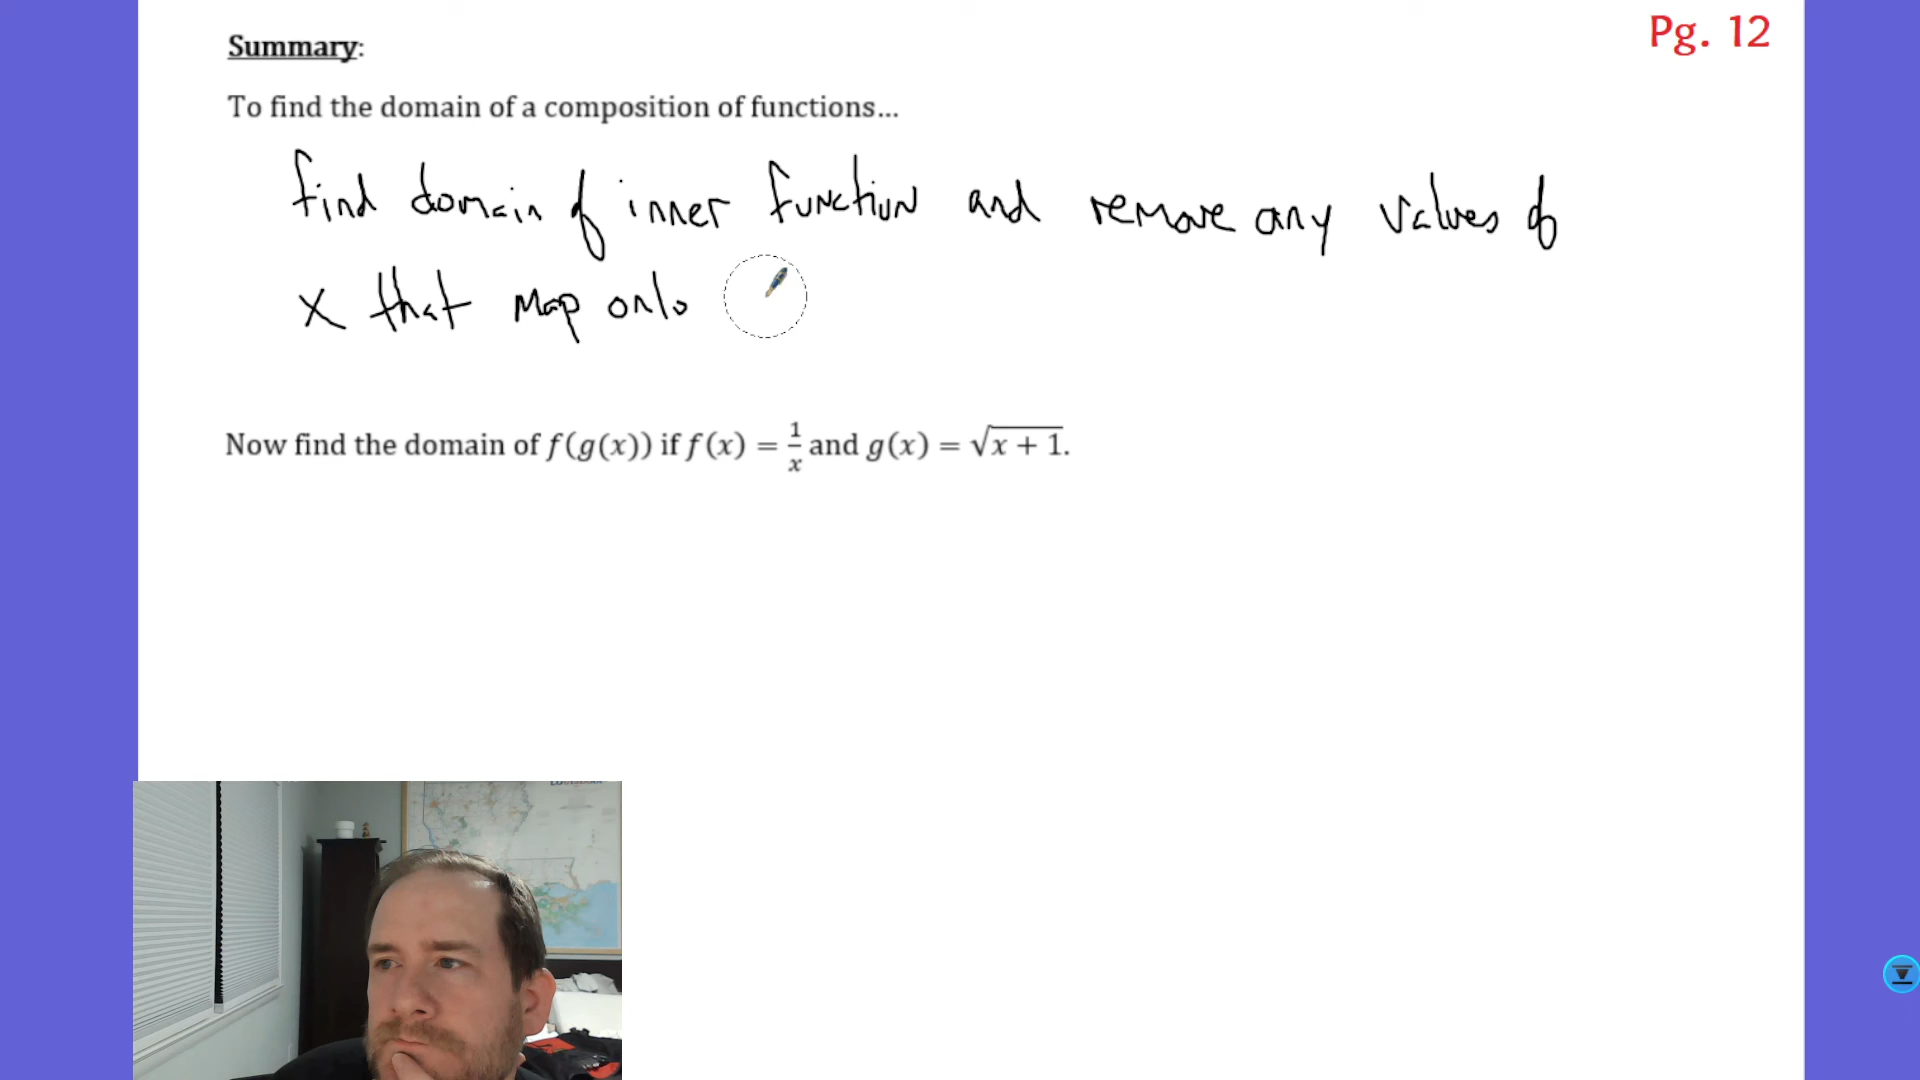 Pg. 12
Summary:
To find the domain of a composition of functions...
find domain of inner function and remove any values of
x that map onto
Now find the domain of f(g(x)) if f(x) = 1/x and g(x) = √(x + 1).